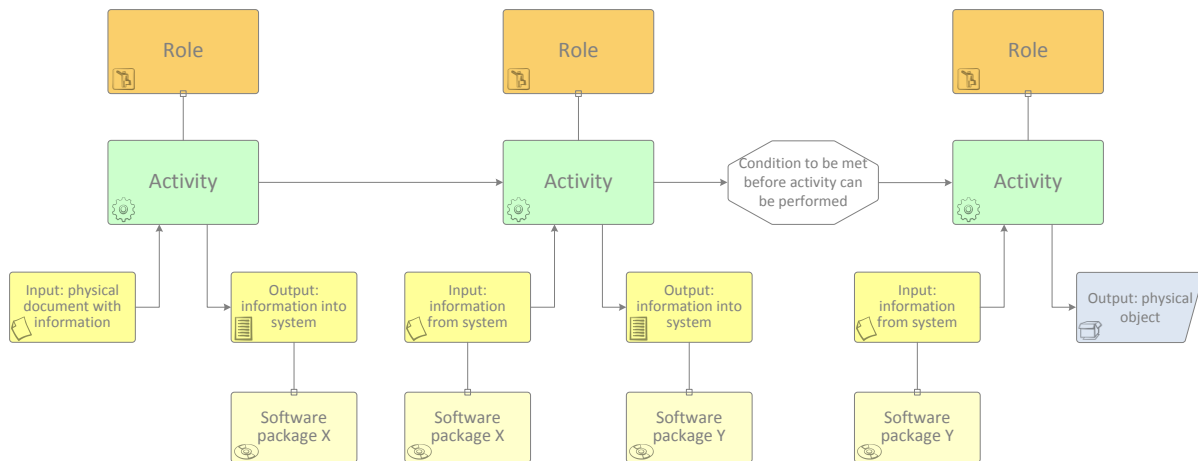 Role
Role
Role
Activity
Activity
Condition to be met
before activity can
be performed
Activity
Input: physical
document with
information
Output:
information into
system
Input:
information
from system
Output:
information into
system
Input:
information
from system
Output: physical
object
Software
package X
Software
package X
Software
package Y
Software
package Y